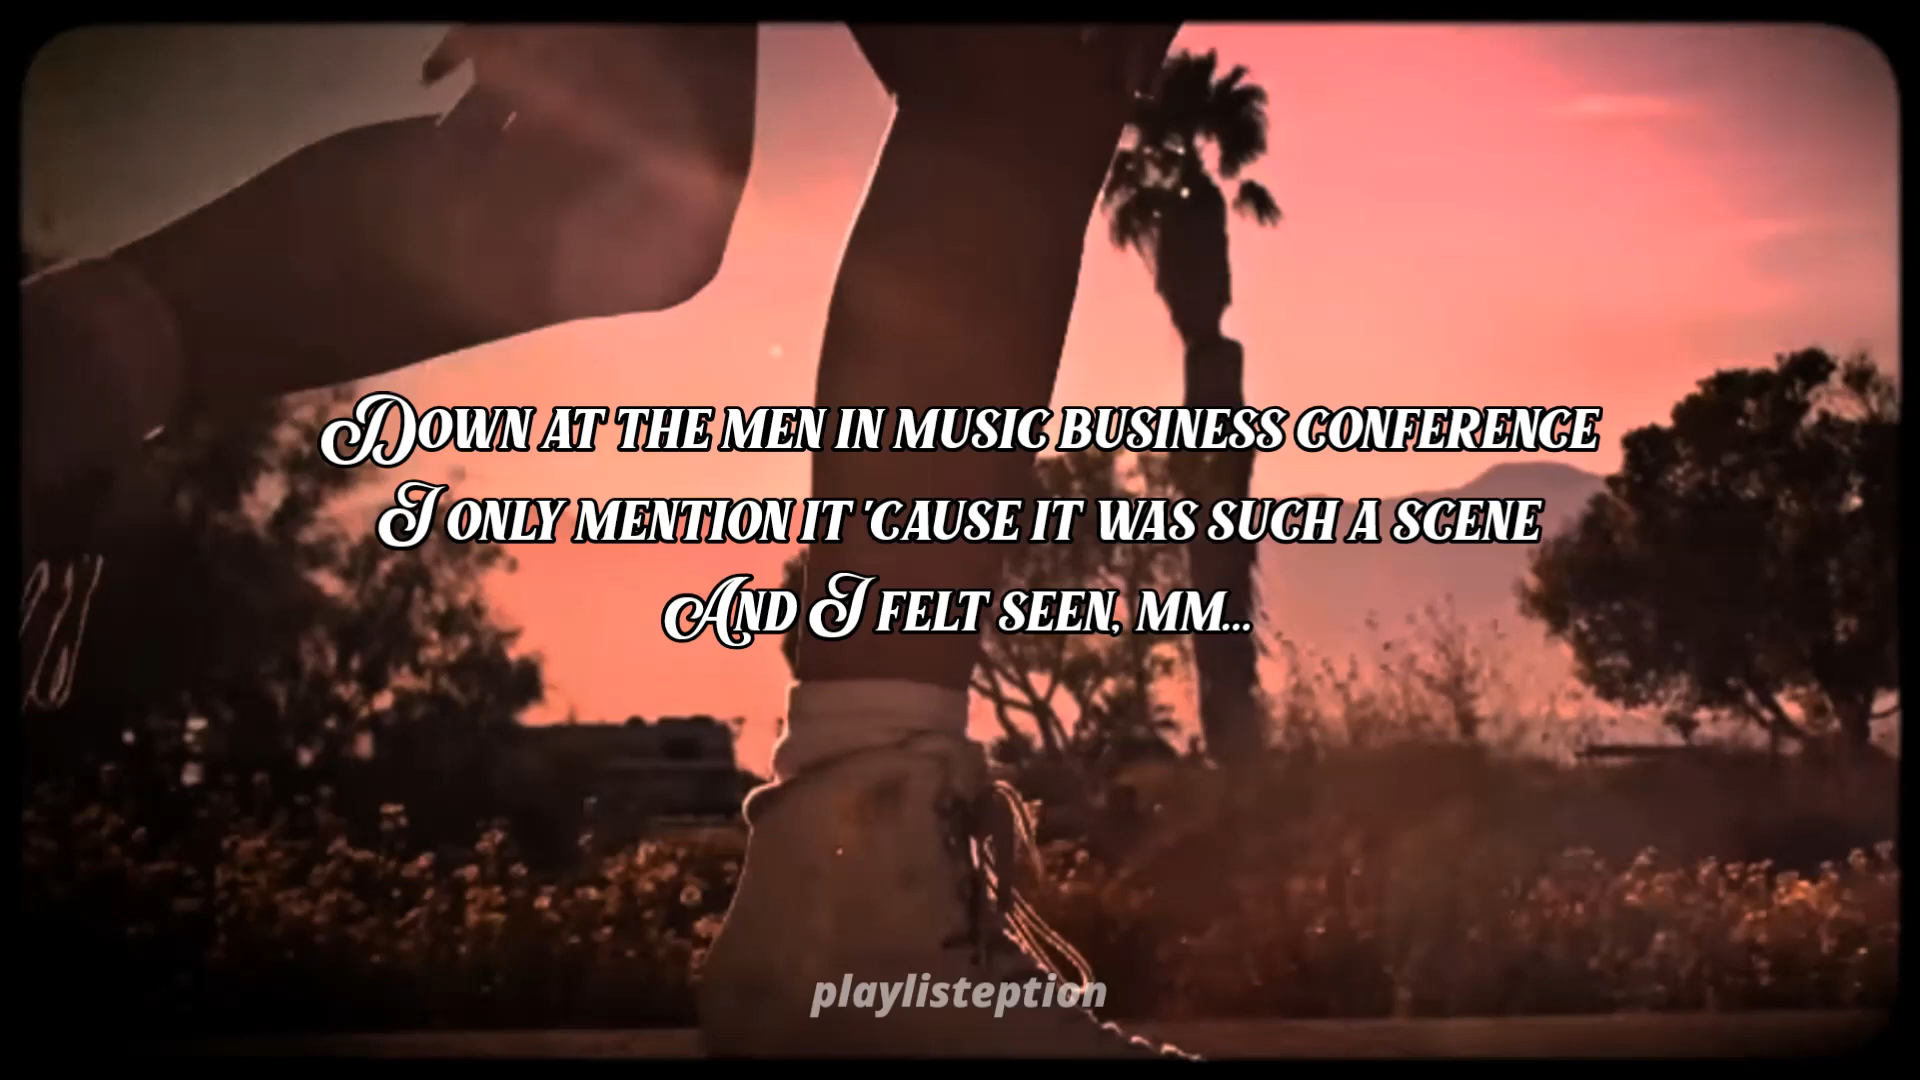 Down at the men in music business conference
I only mention it 'cause it was such a scene
And I felt seen, mm...
playlisteption